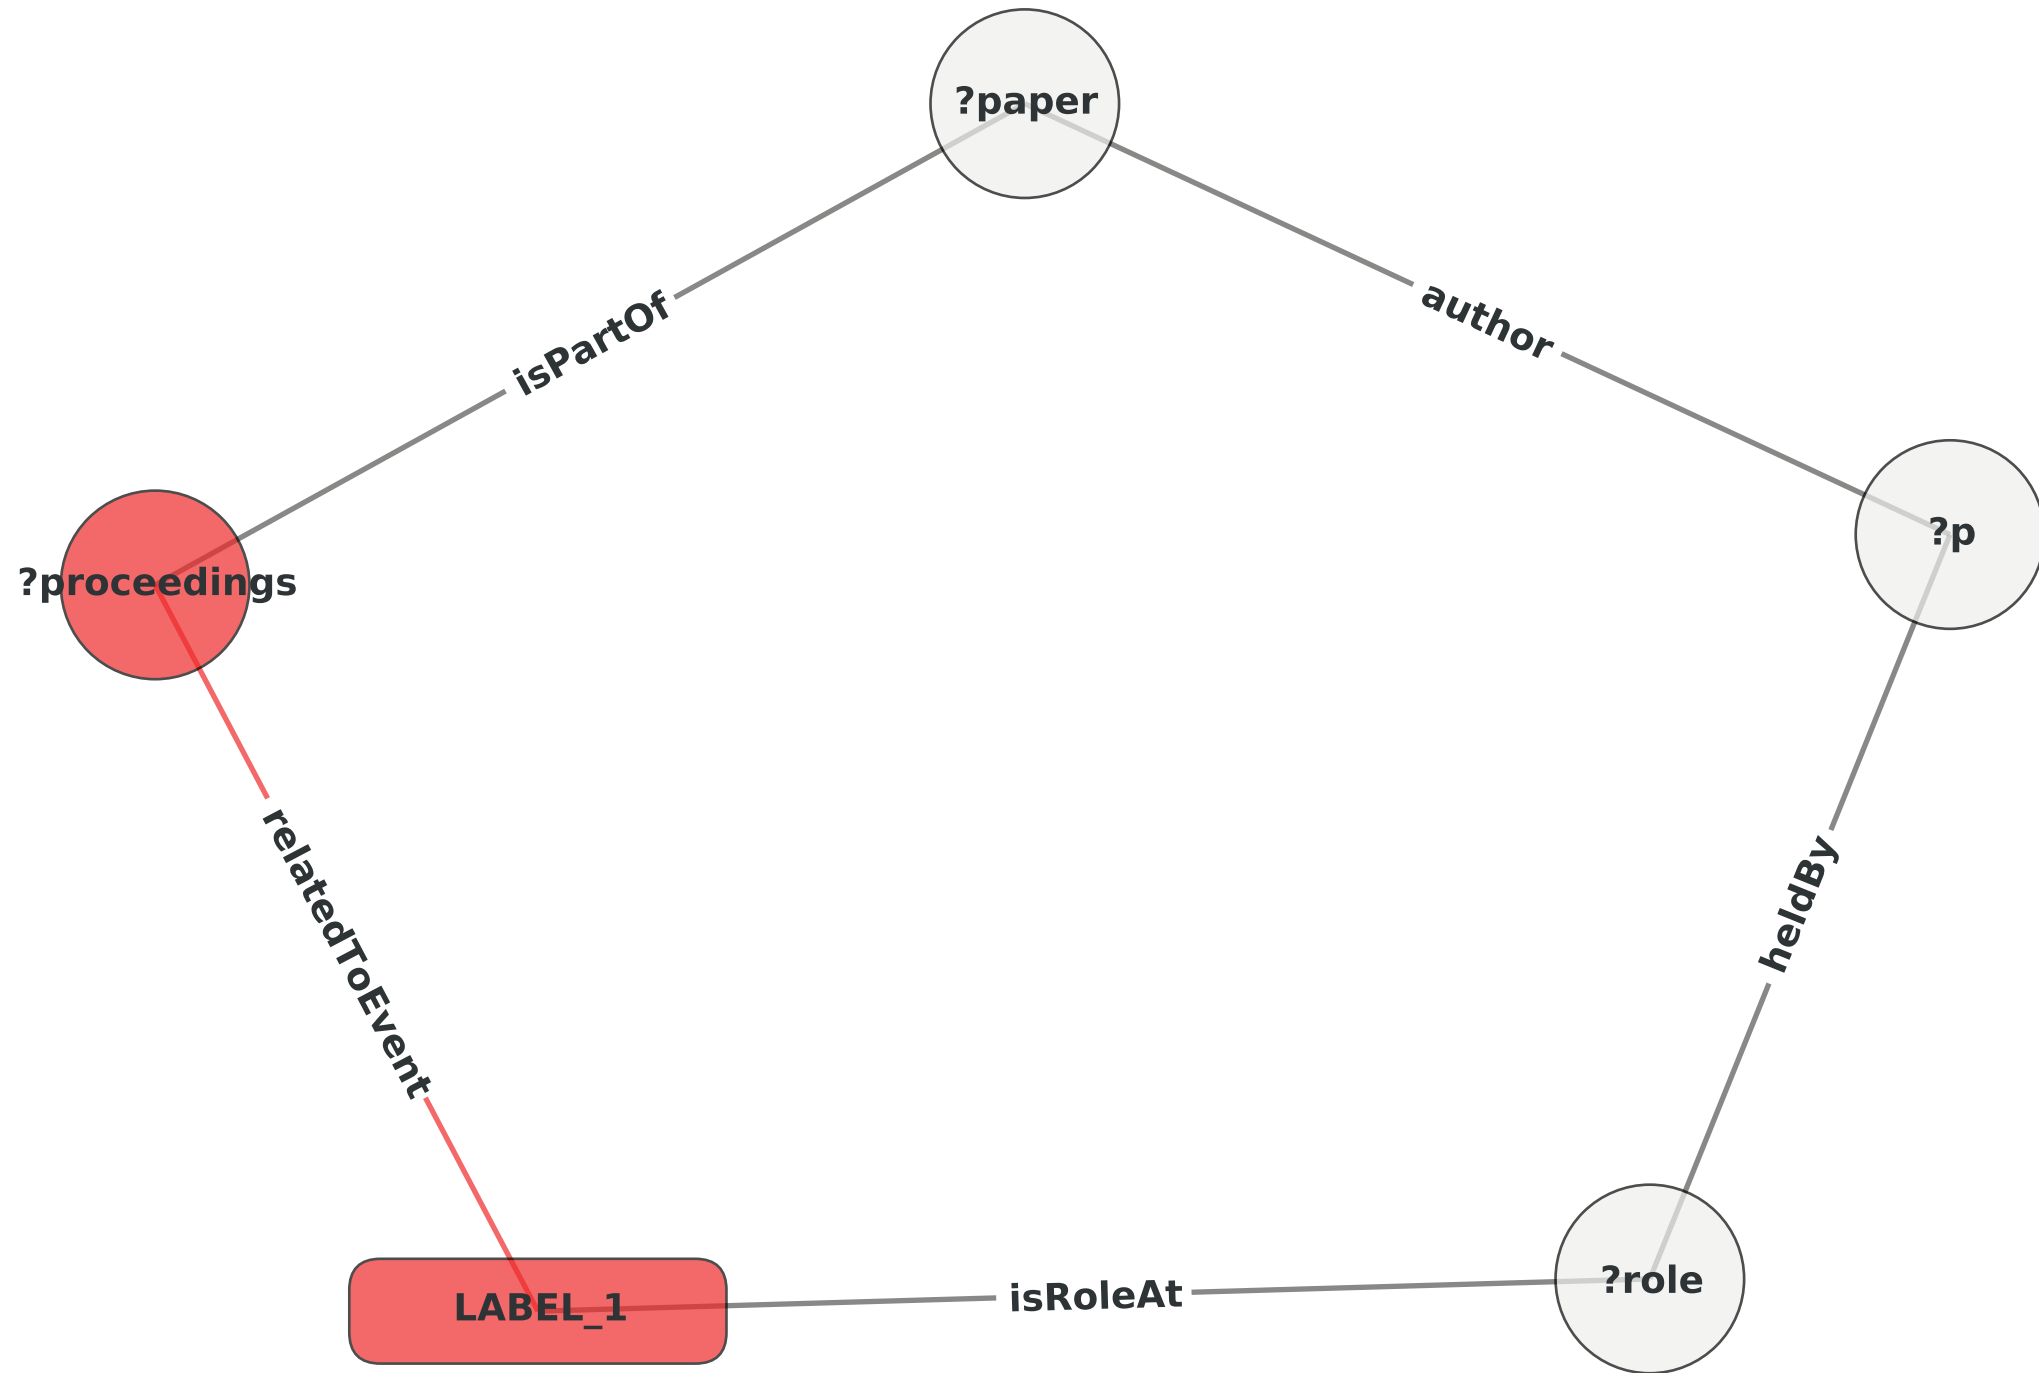 ?paper
author
isPartOf
?p
?proceedings
heldBy
relatedToEvent
?role
isRoleAt
LABEL_1